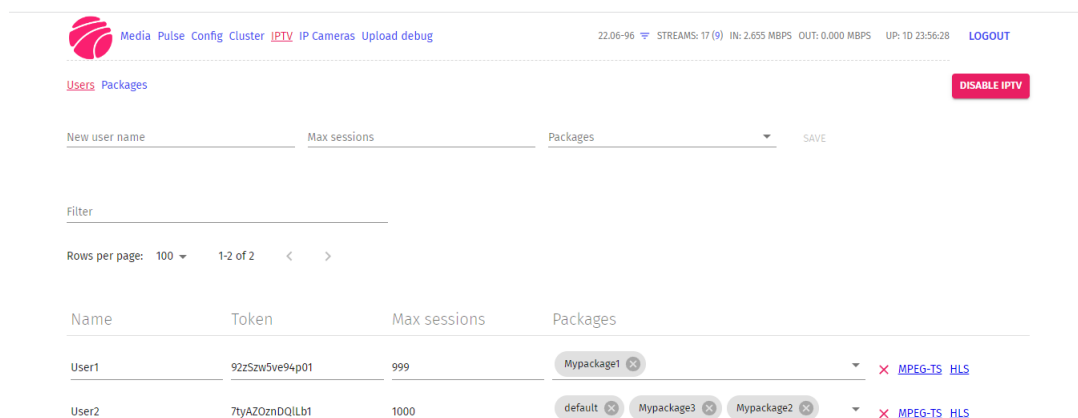 Media Pulse Config Cluster IPTV IP Cameras Upload debug 22.06-96 STREAMS: 17 (9) IN: 2.655 MBPS OUT: 0.000 MBPS UP: 1D 23:56:28 LOGOUT
Users Packages DISABLE IPTV
New user name Max sessions Packages SAVE
Filter
Rows per page: 100 1-2 of 2
Name Token Max sessions Packages
User1 92zSzw5ve94p01 999 Mypackage1 MPEG-TS HLS
User2 7tyAZOznDQlLb1 1000 default Mypackage3 Mypackage2 MPEG-TS HLS